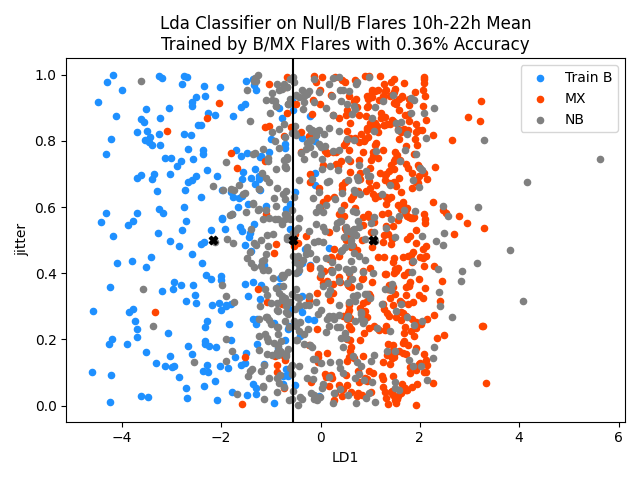 Lda Classifier on Null/B Flares 10h-22h Mean
Trained by B/MX Flares with 0.36% Accuracy
Train B
MX
NB
1.0
0.8
0.6
0.4
0.2
0.0
jitter
−4
−2
0
2
4
6
LD1